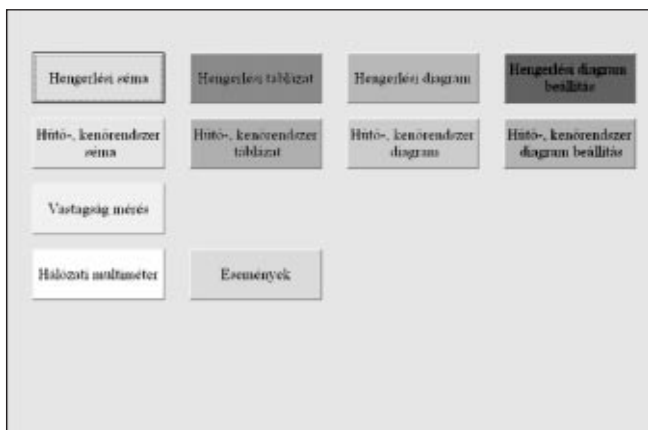 Hengerlési séma
Hengerlési táblázat
Hengerlési diagram
Hengerlési diagram
beállítás
Hűtő-, kenőrendszer
séma
Hűtő-, kenőrendszer
táblázat
Hűtő-, kenőrendszer
diagram
Hűtő-, kenőrendszer
diagram beállítás
Vastagság mérés
Hálózati multiméter
Események